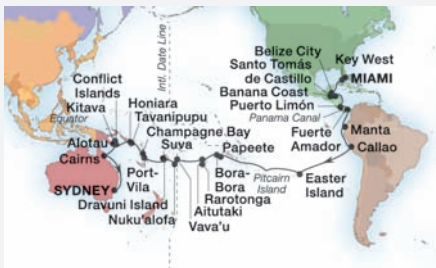 Intl. Date Line
Belize City
Santo Tomás
de Castillo
Banana Coast
Puerto Limón
Panama Canal
Key West
MIAMI
Conflict
Islands
Kitava
Equator
Honiara
Tavanipupu
Champagne Bay
Suva
Papeete
Fuerte
Amador
Manta
Callao
Alotau
Cairns
Port-
Vila
Bora-
Bora
Pitcairn
Island
Easter
Island
SYDNEY
Rarotonga
Dravuni Island
Aitutaki
Nuku'alofa
Vava'u